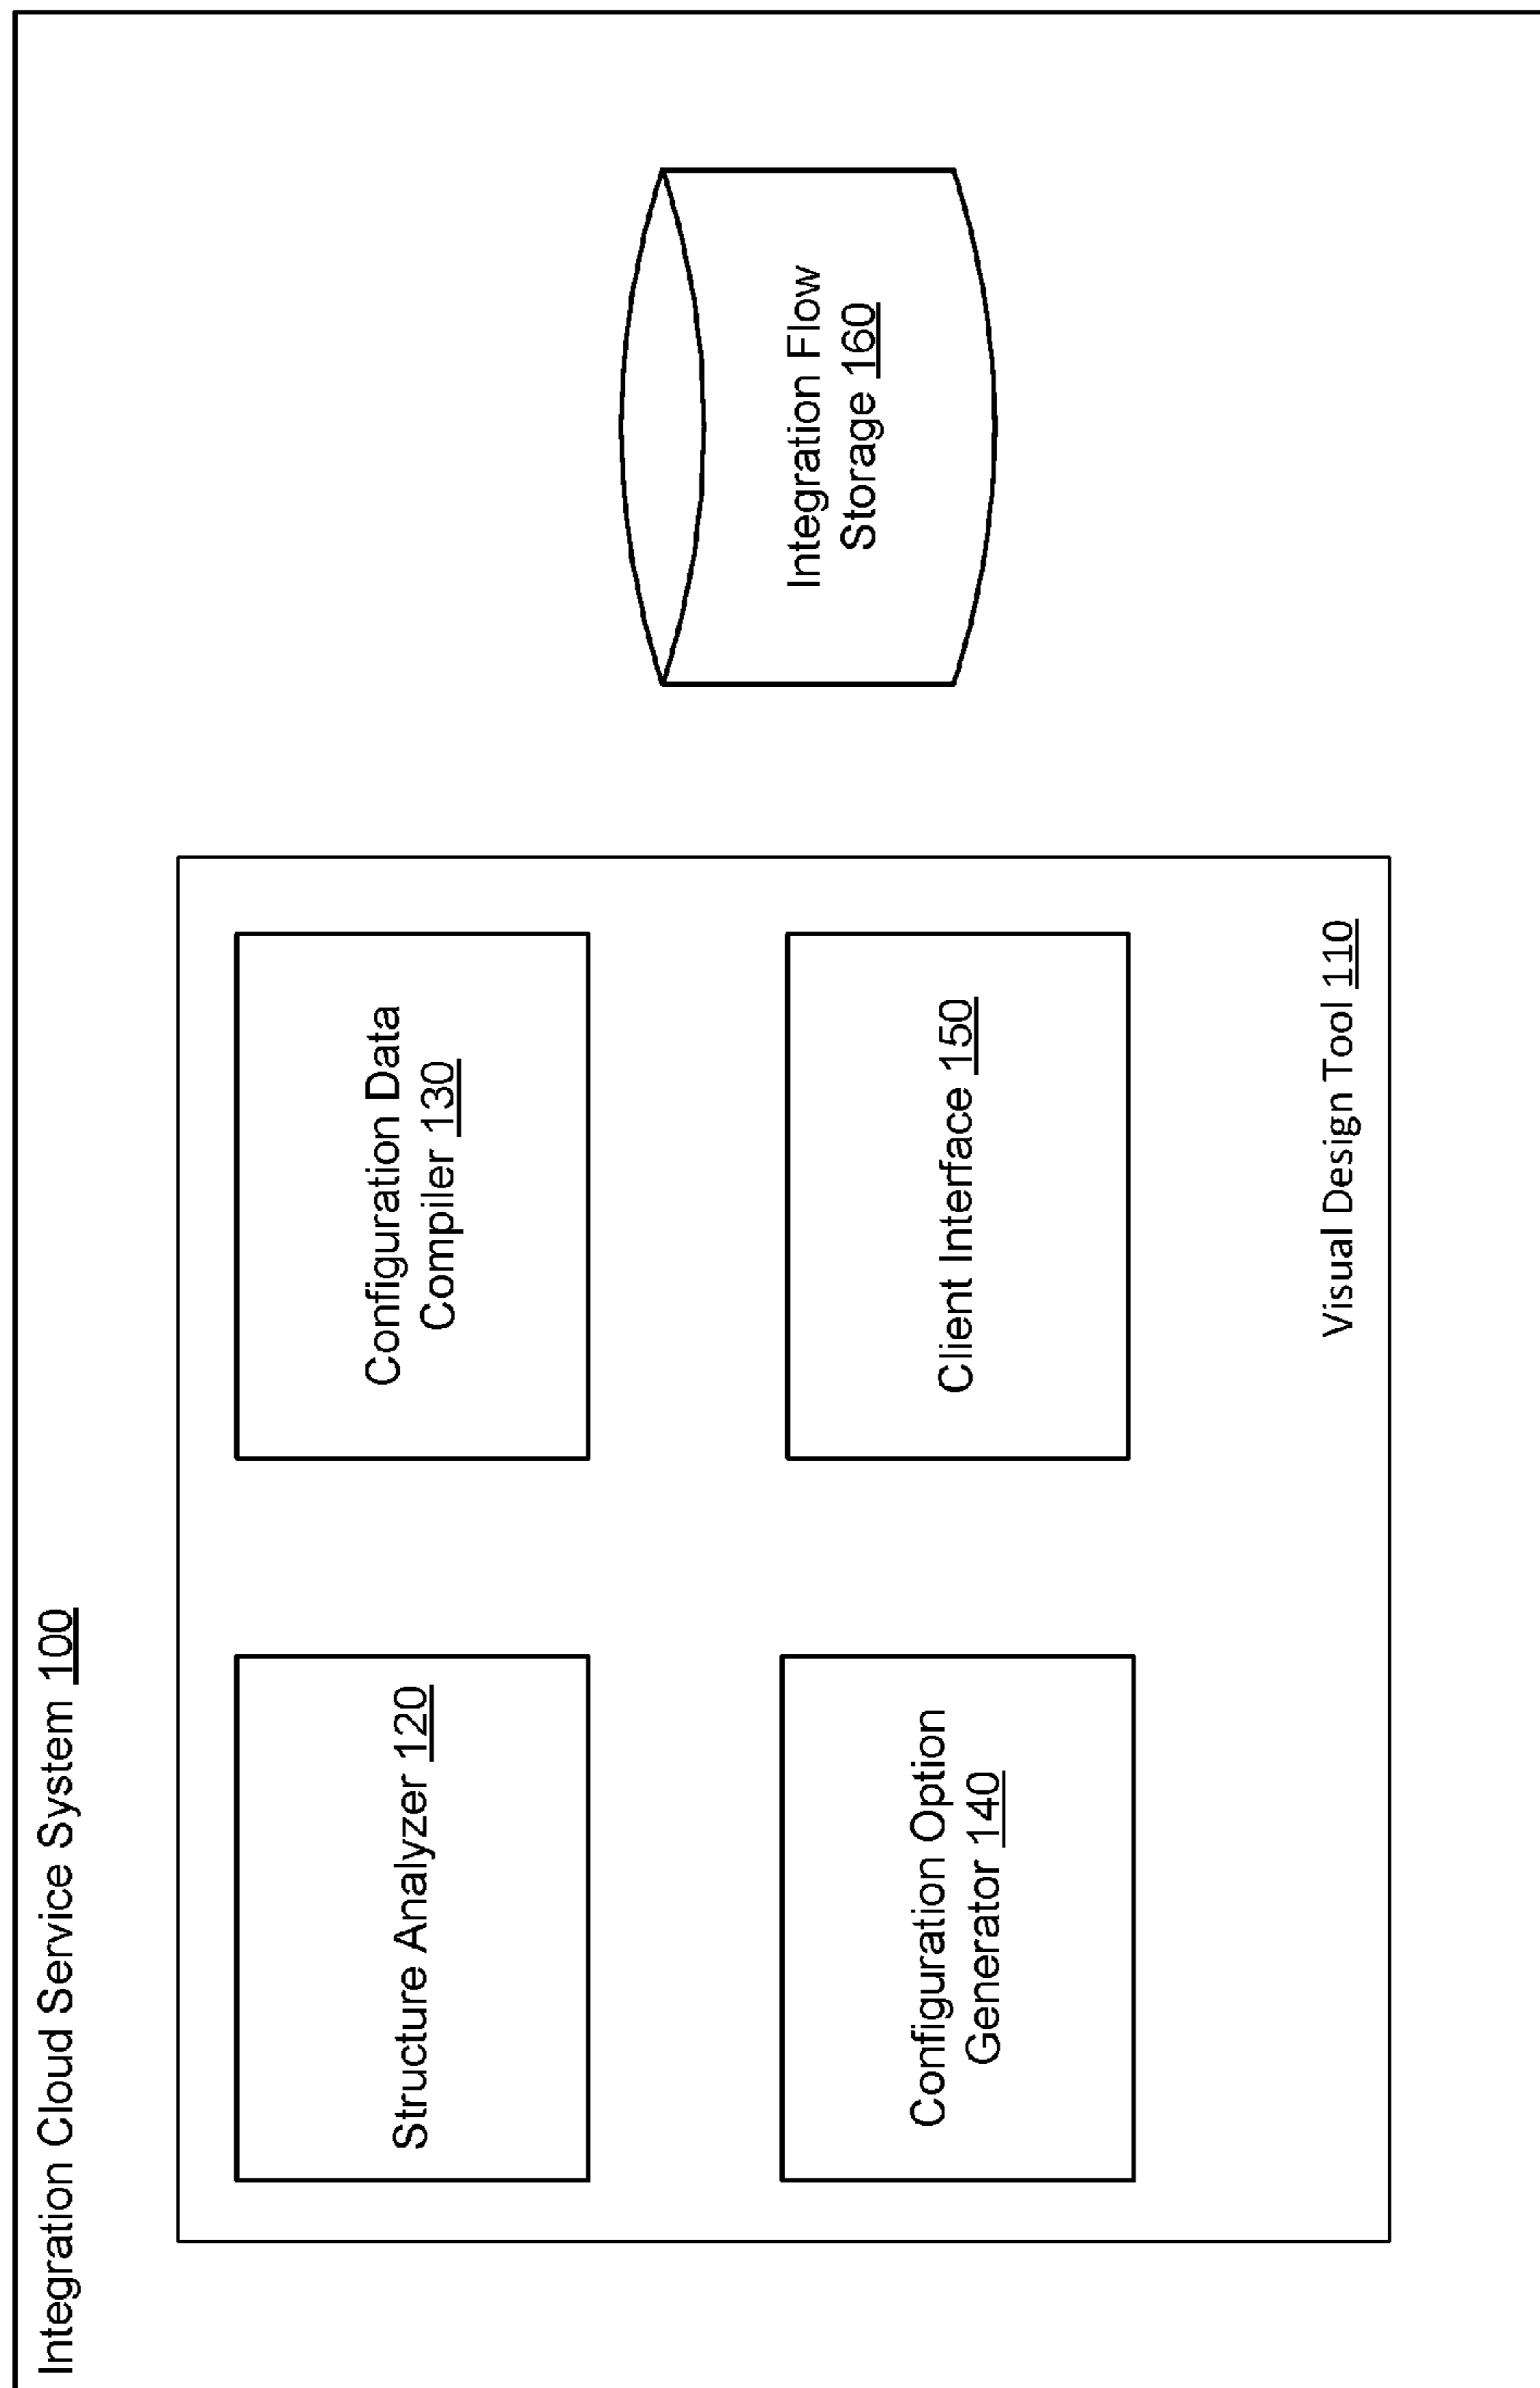 Integration Cloud Service System 100
Structure Analyzer 120
Configuration Data
Compiler 130
Configuration Option
Generator 140
Client Interface 150
Visual Design Tool 110
Integration Flow
Storage 160